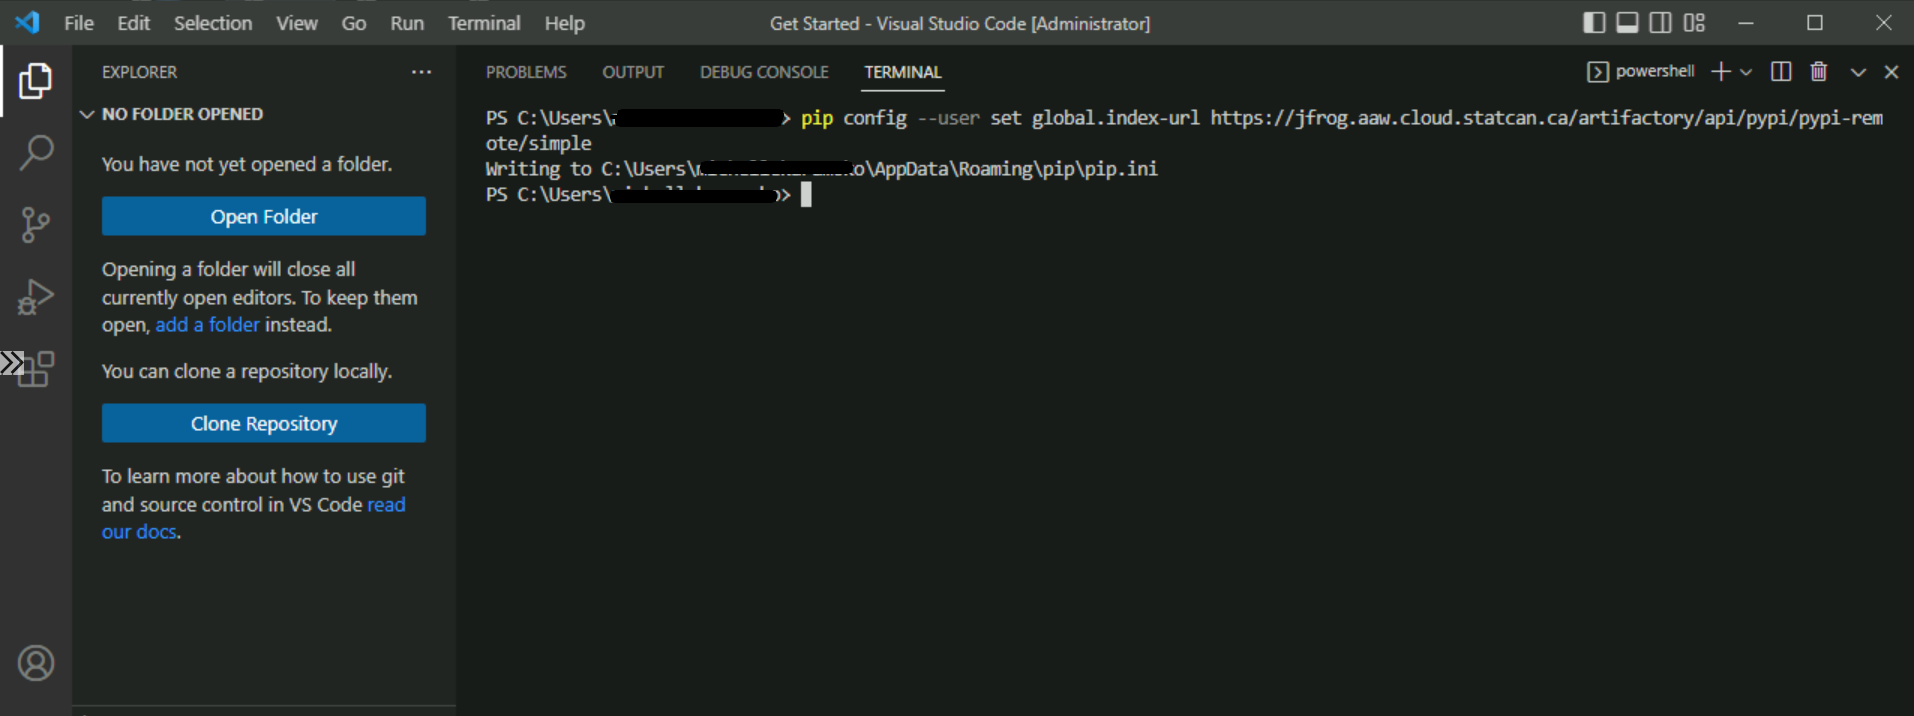 File Edit Selection View Go Run Terminal Help
Get Started - Visual Studio Code [Administrator]
EXPLORER
NO FOLDER OPENED
You have not yet opened a folder.
Open Folder
Opening a folder will close all
currently open editors. To keep them
open, add a folder instead.
You can clone a repository locally.
Clone Repository
To learn more about how to use git
and source control in VS Code read
our docs.
PROBLEMS OUTPUT DEBUG CONSOLE TERMINAL
powershell
PS C:\Users\ > pip config --user set global.index-url https://jfrog.aaw.cloud.statcan.ca/artifactory/api/pypi/pypi-rem
ote/simple
Writing to C:\Users\ \AppData\Roaming\pip\pip.ini
PS C:\Users\ >